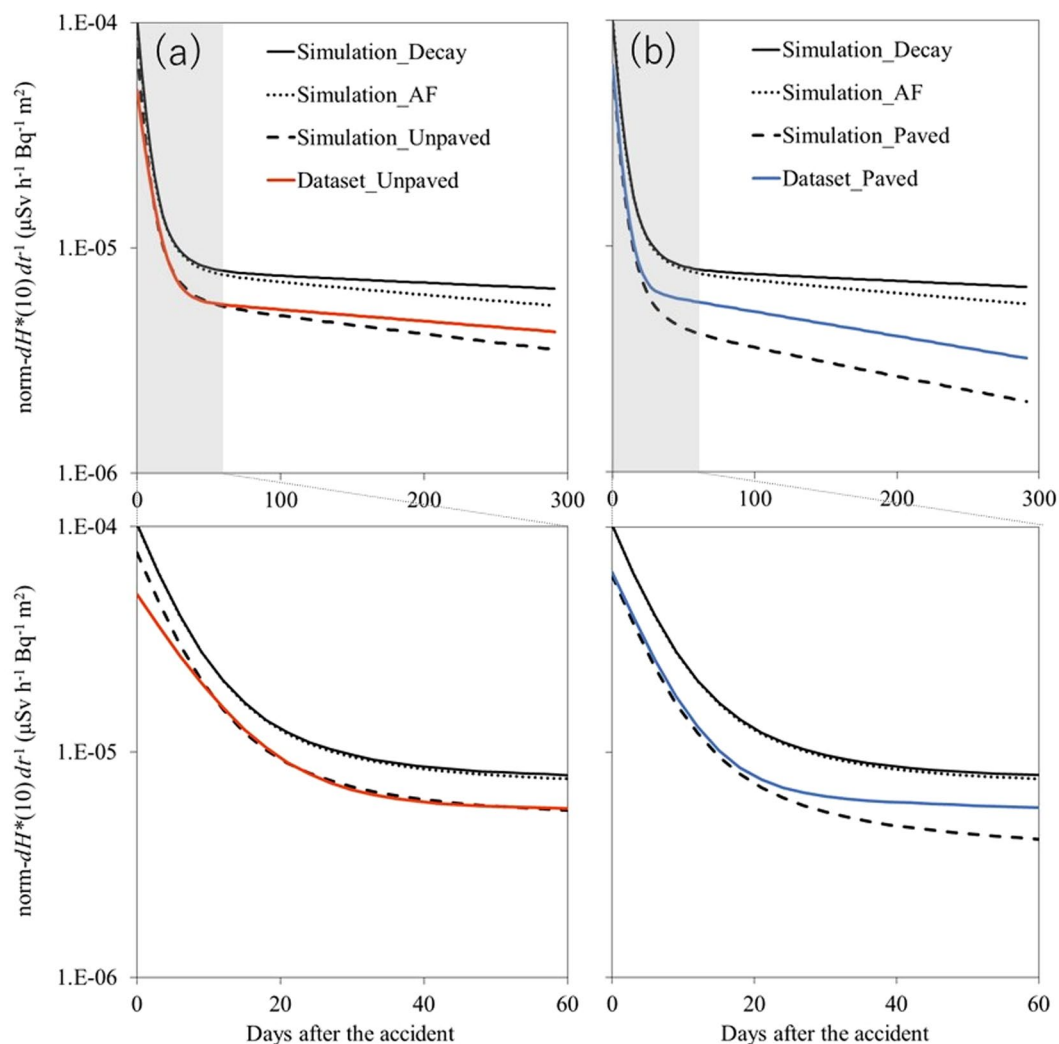 1.E-04
(a)
Simulation_Decay
Simulation_AF
Simulation_Unpaved
Dataset_Unpaved
1.E-05
1.E-06
norm-dH*(10) dr⁻¹ (μSv h⁻¹ Bq⁻¹ m²)
0 100 200 300
(b)
Simulation_Decay
Simulation_AF
Simulation_Paved
Dataset_Paved
0 100 200 300
1.E-04
1.E-05
1.E-06
norm-dH*(10) dr⁻¹ (μSv h⁻¹ Bq⁻¹ m²)
0 20 40 60
Days after the accident
0 20 40 60
Days after the accident